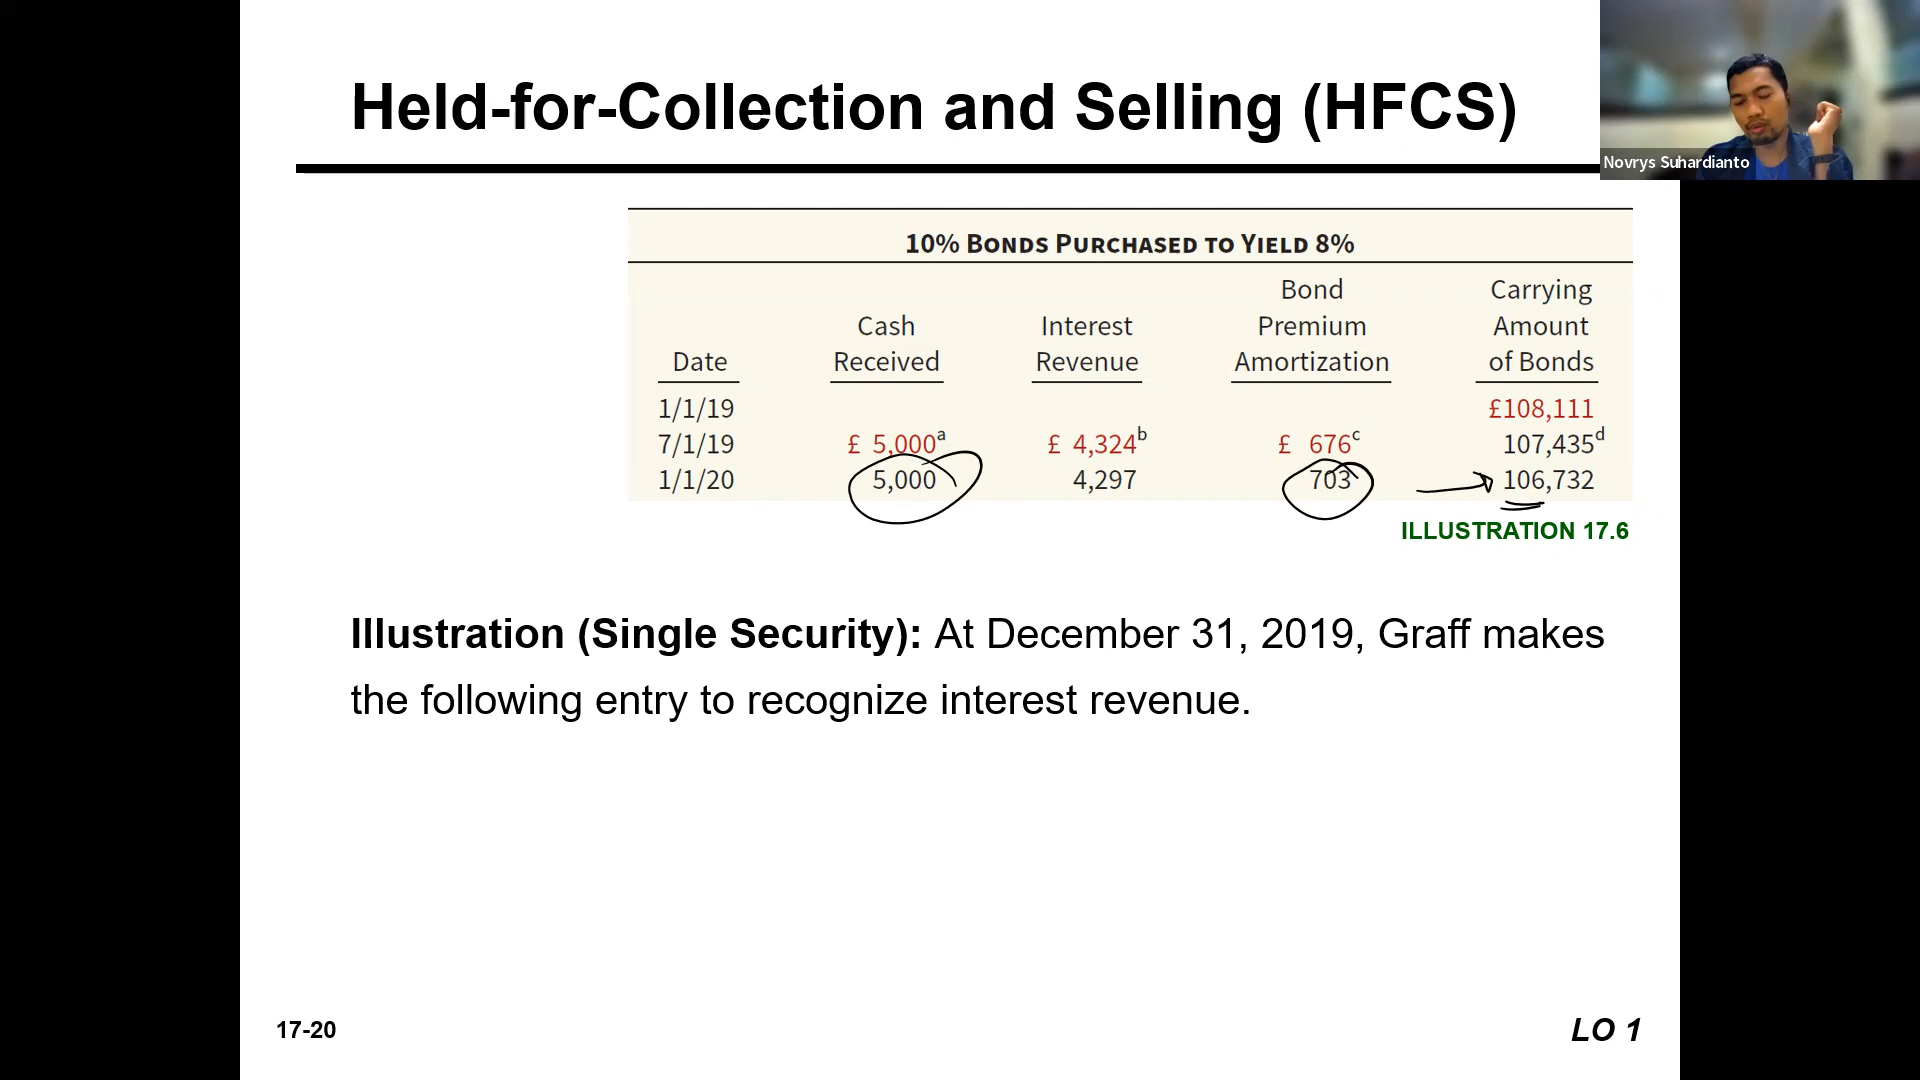 Held-for-Collection and Selling (HFCS)
Novrys Suhardianto
10% BONDS PURCHASED TO YIELD 8%
Date Cash Received Interest Revenue Bond Premium Amortization Carrying Amount of Bonds
1/1/19 £108,111
7/1/19 £ 5,000a £ 4,324b £ 676c 107,435d
1/1/20 5,000 4,297 703 106,732
ILLUSTRATION 17.6
Illustration (Single Security): At December 31, 2019, Graff makes
the following entry to recognize interest revenue.
17-20
LO 1